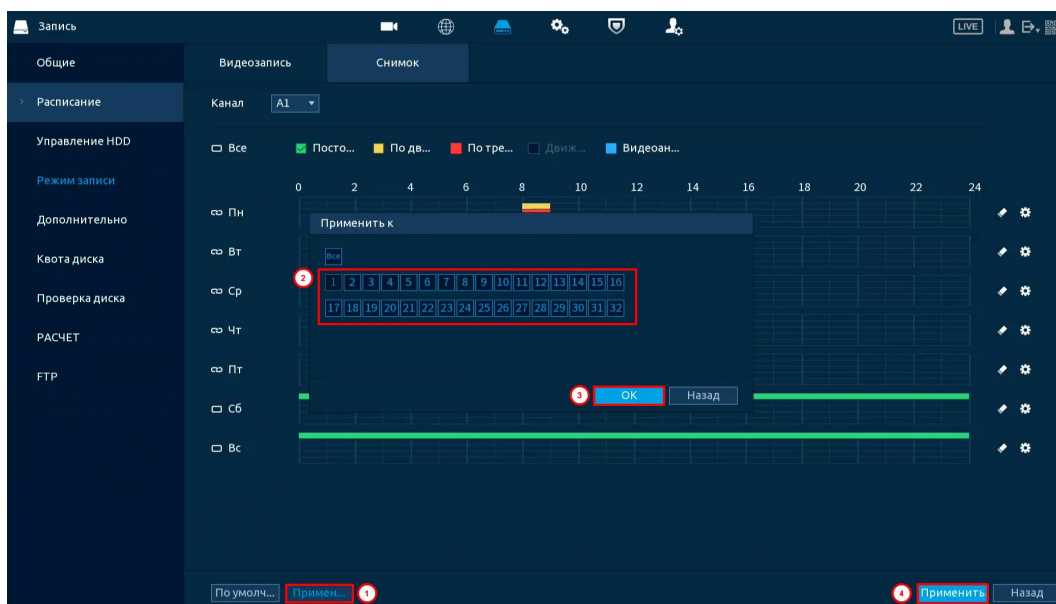 Запись LIVE
Общие Видеозапись Снимок
Расписание Канал A1
Управление HDD Все Посто... По дв... По тре... Движ... Видеоан...
Режим записи
0 2 4 6 8 10 12 14 16 18 20 22 24
Пн
Дополнительно Применить к
Квота диска Вт Все
2
Проверка диска Ср 1 2 3 4 5 6 7 8 9 10 11 12 13 14 15 16
17 18 19 20 21 22 23 24 25 26 27 28 29 30 31 32
РАСЧЕТ Чт
FTP Пт
3 OK Назад
Сб
Вс
По умолч... Примен... 1 4 Применить Назад